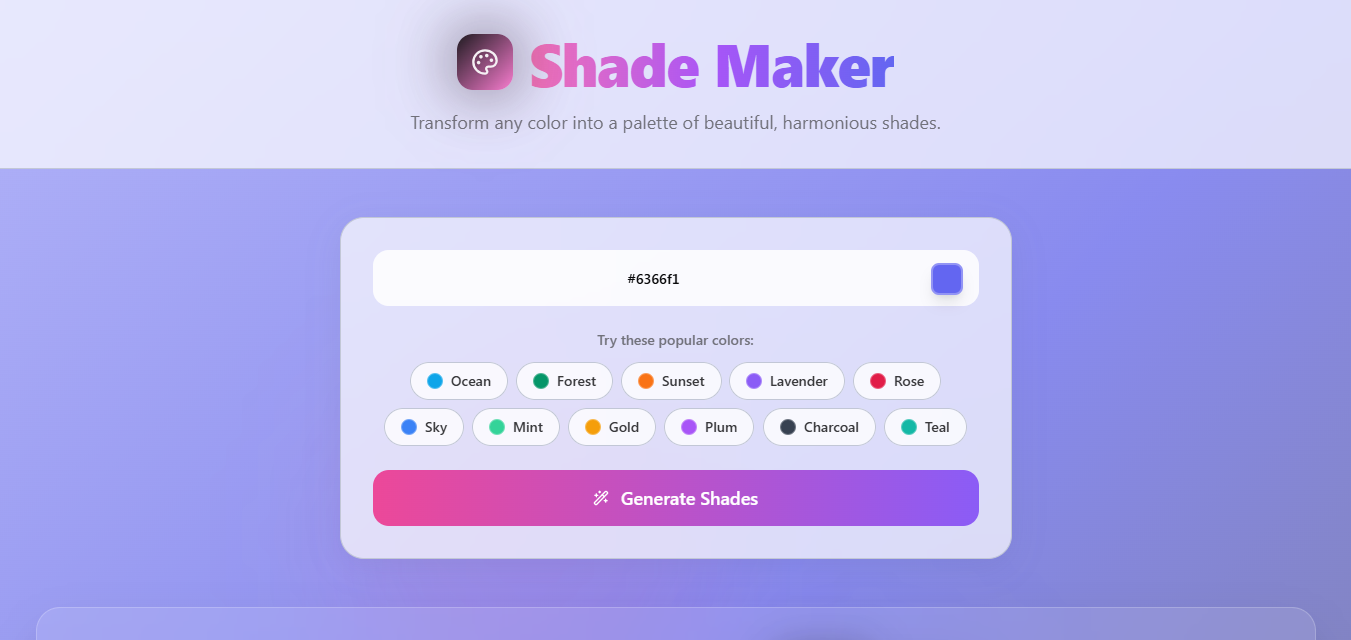 Shade Maker
Transform any color into a palette of beautiful, harmonious shades.
#6366f1
Try these popular colors:
Ocean Forest Sunset Lavender Rose
Sky Mint Gold Plum Charcoal Teal
Generate Shades